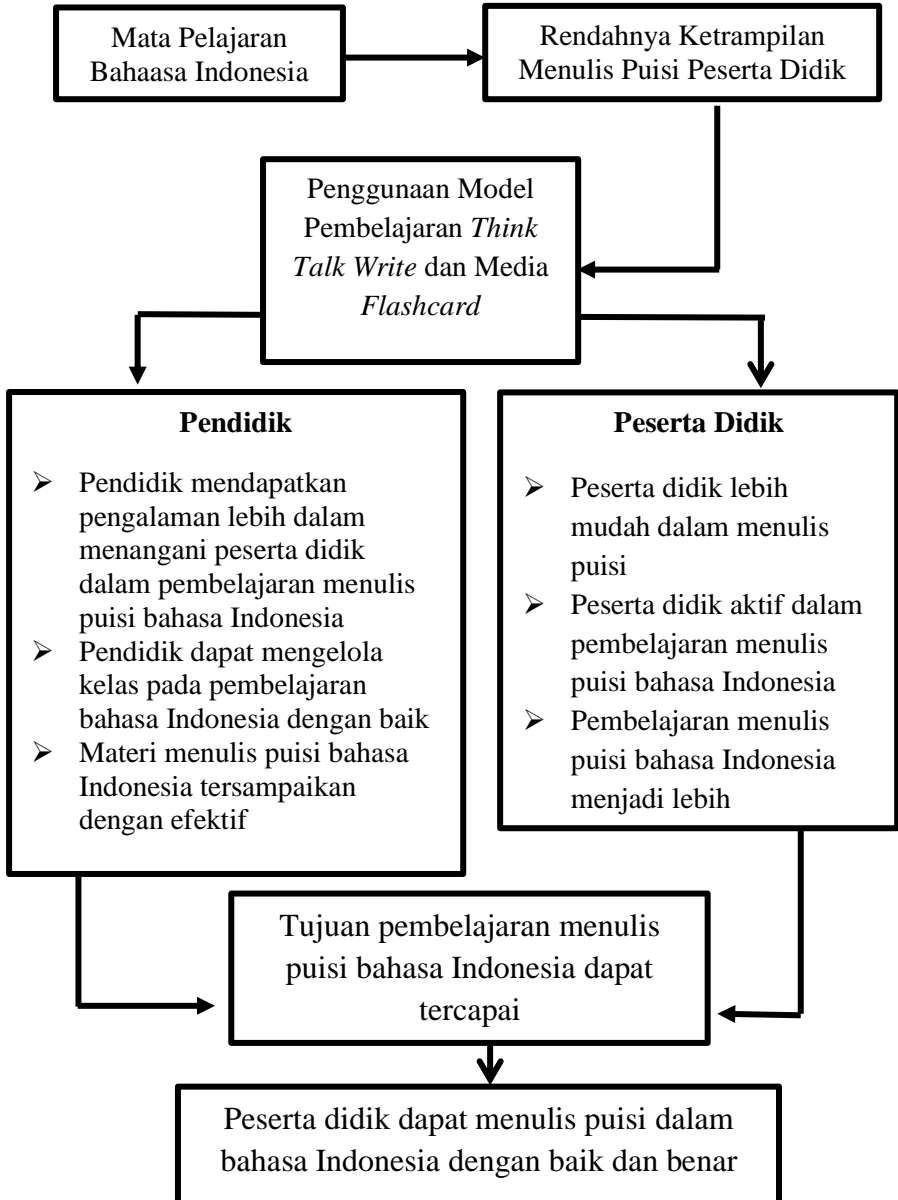 Mata Pelajaran
Bahaasa Indonesia
Rendahnya Ketrampilan
Menulis Puisi Peserta Didik
Penggunaan Model
Pembelajaran Think
Talk Write dan Media
Flashcard
Pendidik
➢ Pendidik mendapatkan
pengalaman lebih dalam
menangani peserta didik
dalam pembelajaran menulis
puisi bahasa Indonesia
➢ Pendidik dapat mengelola
kelas pada pembelajaran
bahasa Indonesia dengan baik
➢ Materi menulis puisi bahasa
Indonesia tersampaikan
dengan efektif
Peserta Didik
➢ Peserta didik lebih
mudah dalam menulis
puisi
➢ Peserta didik aktif dalam
pembelajaran menulis
puisi bahasa Indonesia
➢ Pembelajaran menulis
puisi bahasa Indonesia
menjadi lebih
Tujuan pembelajaran menulis
puisi bahasa Indonesia dapat
tercapai
Peserta didik dapat menulis puisi dalam
bahasa Indonesia dengan baik dan benar